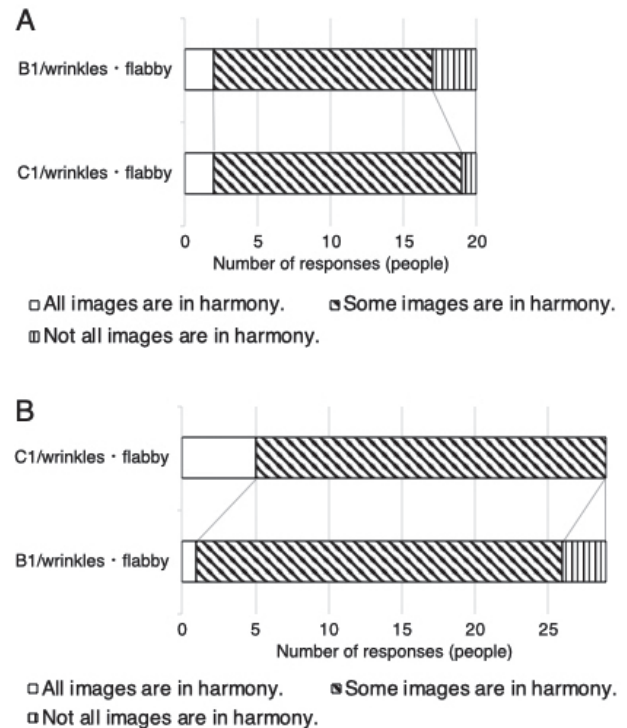 A
B1/wrinkles・flabby
C1/wrinkles・flabby
0 5 10 15 20
Number of responses (people)
All images are in harmony. Some images are in harmony.
Not all images are in harmony.
B
C1/wrinkles・flabby
B1/wrinkles・flabby
0 5 10 15 20 25
Number of responses (people)
All images are in harmony. Some images are in harmony.
Not all images are in harmony.